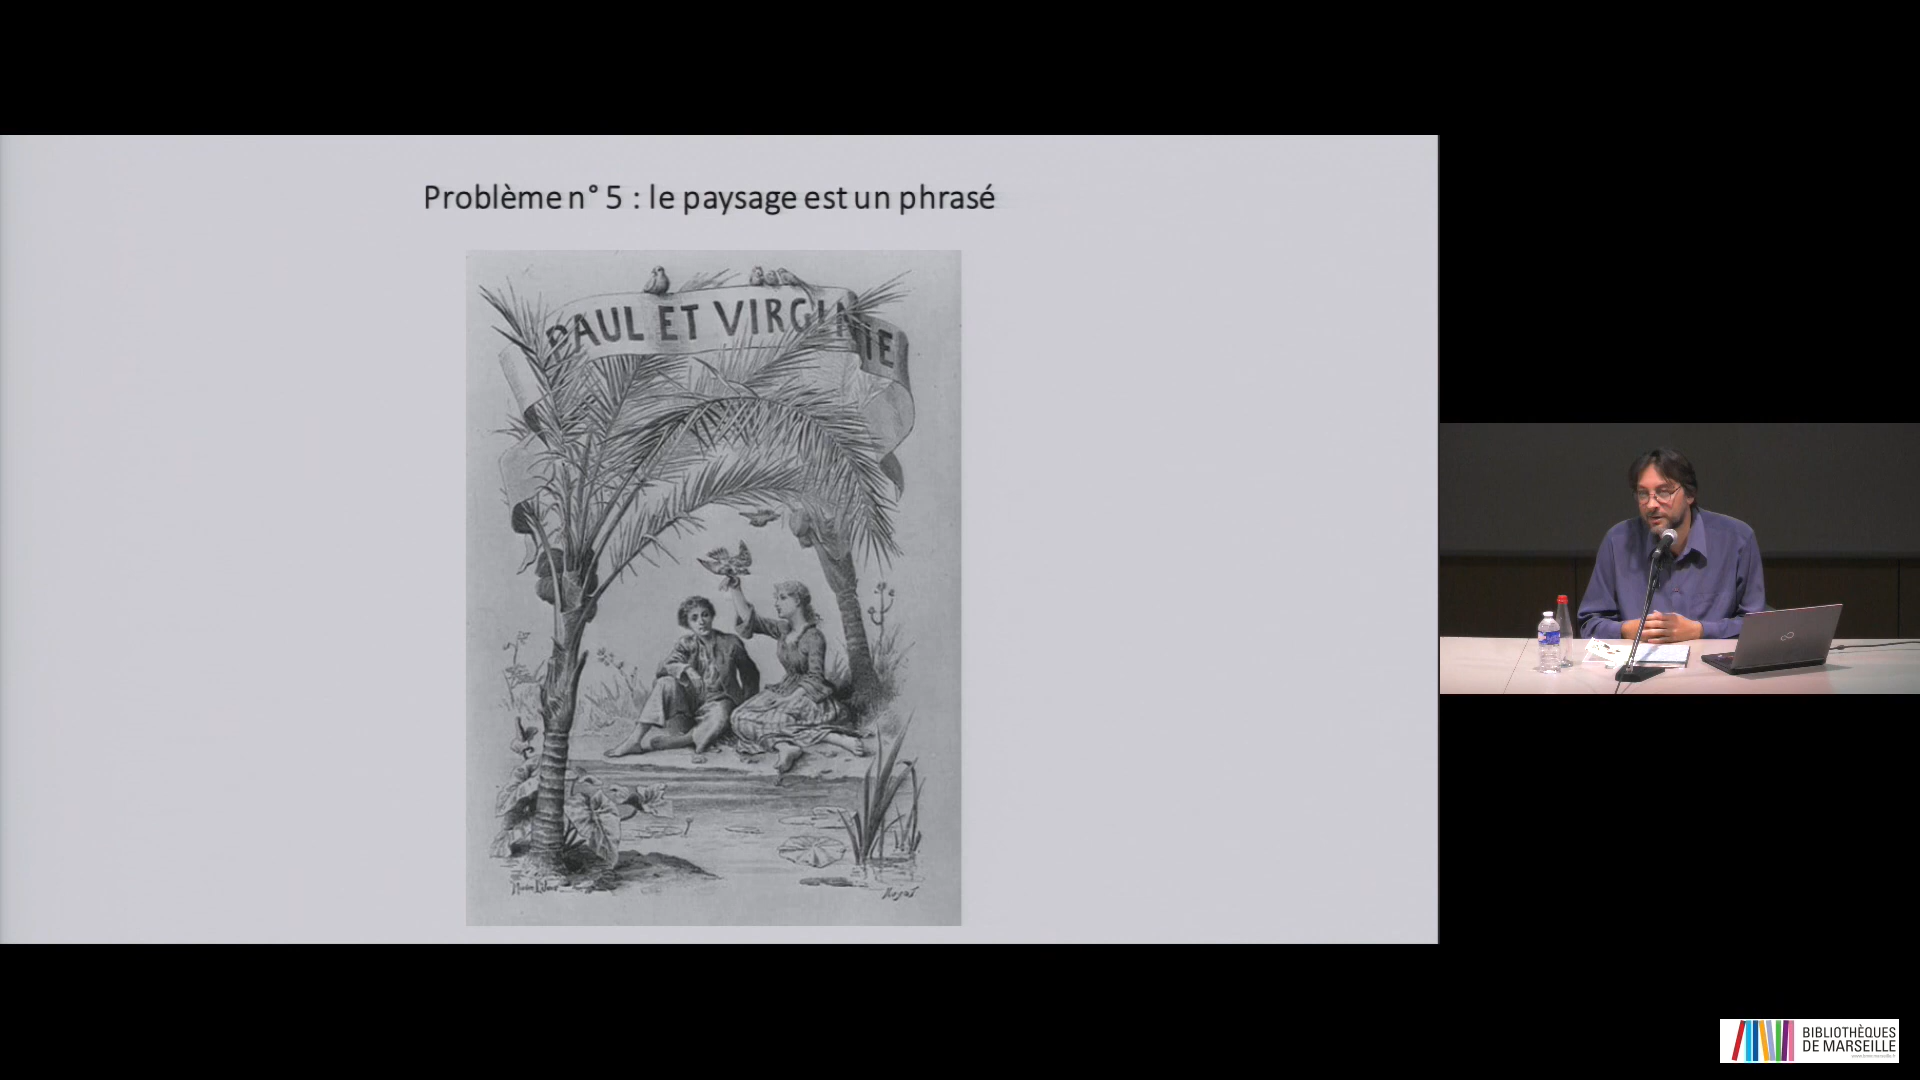 Problème n° 5 : le paysage est un phrasé
PAUL ET VIRGINIE
BIBLIOTHÈQUES
DE MARSEILLE